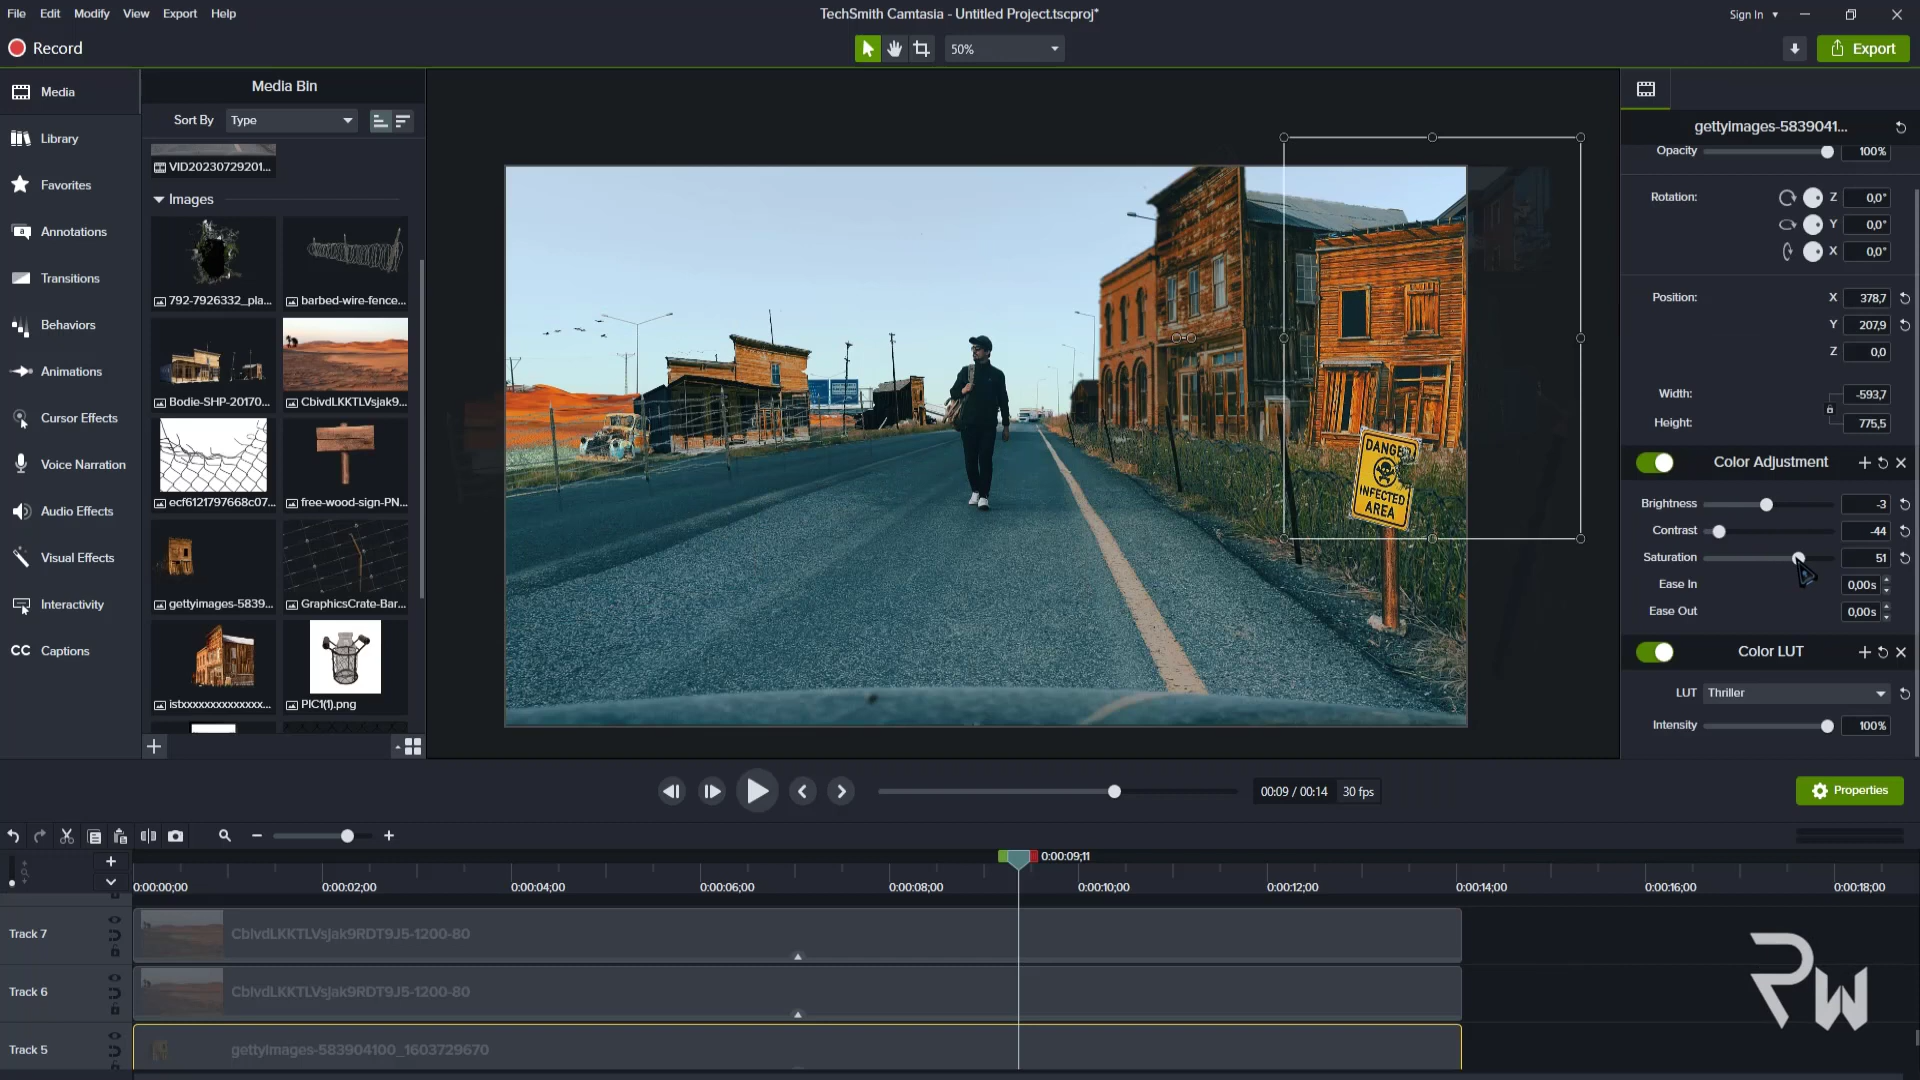 File Edit Modify View Export Help
TechSmith Camtasia - Untitled Project.tscproj*
Sign In
Record
50%
Export
Media
Library
Favorites
Annotations
Transitions
Behaviors
Animations
Cursor Effects
Voice Narration
Audio Effects
Visual Effects
Interactivity
CC Captions
Media Bin
Sort By Type
VID20230729201...
Images
792-7926332_pla...
barbed-wire-fence...
Bodie-SHP-20170...
CbivdLKKTLVsjak9...
ecf6121797668c07...
free-wood-sign-PN...
gettyimages-5839...
GraphicsCrate-Bar...
istxxxxxxxxxxxxxx...
PIC1(1).png
DANGER
INFECTED
AREA
gettyimages-5839041...
Opacity 100%
Rotation: Z 0,0°
Y 0,0°
X 0,0°
Position: X 378,7
Y 207,9
Z 0,0
Width: -593,7
Height: 775,5
Color Adjustment
Brightness -3
Contrast -44
Saturation 51
Ease In 0,00s
Ease Out 0,00s
Color LUT
LUT Thriller
Intensity 100%
00:09 / 00:14 30 fps
Properties
0:00:09;11
0:00:00;00 0:00:02;00 0:00:04;00 0:00:06;00 0:00:08;00 0:00:10;00 0:00:12;00 0:00:14;00 0:00:16;00 0:00:18;00
Track 7
CbivdLKKTLVsjak9RDT9J5-1200-80
Track 6
CbivdLKKTLVsjak9RDT9J5-1200-80
Track 5
gettyimages-583904100_1603729670
RW